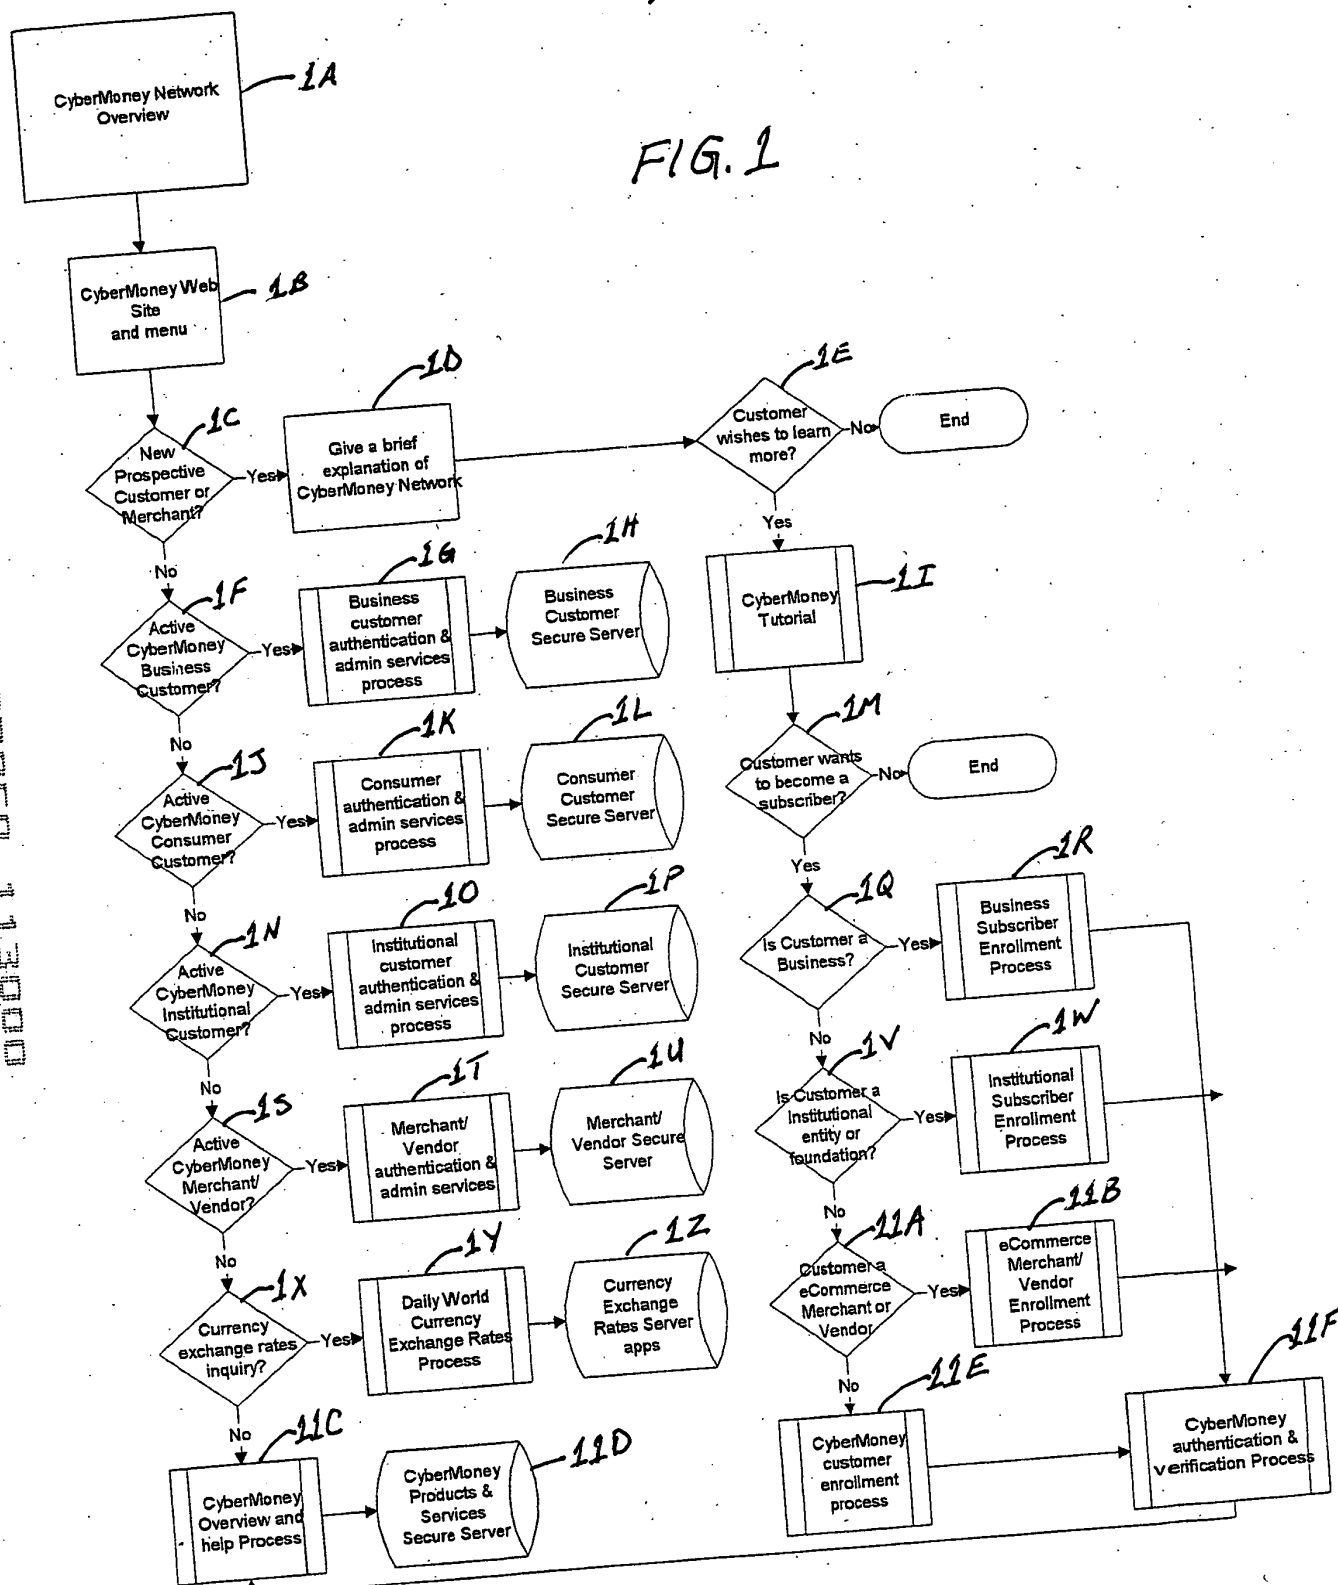 CyberMoney Network
Overview
1A
FIG. 1
CyberMoney Web
Site
and menu
1B
New
Prospective
Customer or
Merchant?
1C
Yes
Give a brief
explanation of
CyberMoney Network
1D
Customer
wishes to learn
more?
1E
No
End
Yes
No
Active
CyberMoney
Business
Customer?
1F
Yes
Business
customer
authentication &
admin services
process
1G
Business
Customer
Secure Server
1H
CyberMoney
Tutorial
1I
No
Active
CyberMoney
Consumer
Customer?
1J
Yes
Consumer
authentication &
admin services
process
1K
Consumer
Customer
Secure Server
1L
Customer wants
to become a
subscriber?
1M
No
End
Yes
No
Active
CyberMoney
Institutional
Customer?
1N
Yes
Institutional
customer
authentication &
admin services
process
1O
Institutional
Customer
Secure Server
1P
Is Customer a
Business?
1Q
Yes
Business
Subscriber
Enrollment
Process
1R
No
No
Active
CyberMoney
Merchant/
Vendor?
1S
Yes
Merchant/
Vendor
authentication &
admin services
1T
Merchant/
Vendor Secure
Server
1U
Is Customer a
Institutional
entity or
foundation?
1V
Yes
Institutional
Subscriber
Enrollment
Process
1W
No
No
Currency
exchange rates
inquiry?
1X
Yes
Daily World
Currency
Exchange Rates
Process
1Y
Currency
Exchange
Rates Server
apps
1Z
Customer a
eCommerce
Merchant or
Vendor
11A
Yes
eCommerce
Merchant/
Vendor
Enrollment
Process
11B
No
No
CyberMoney
Overview and
help Process
11C
CyberMoney
Products &
Services
Secure Server
11D
CyberMoney
customer
enrollment
process
11E
CyberMoney
authentication &
verification Process
11F